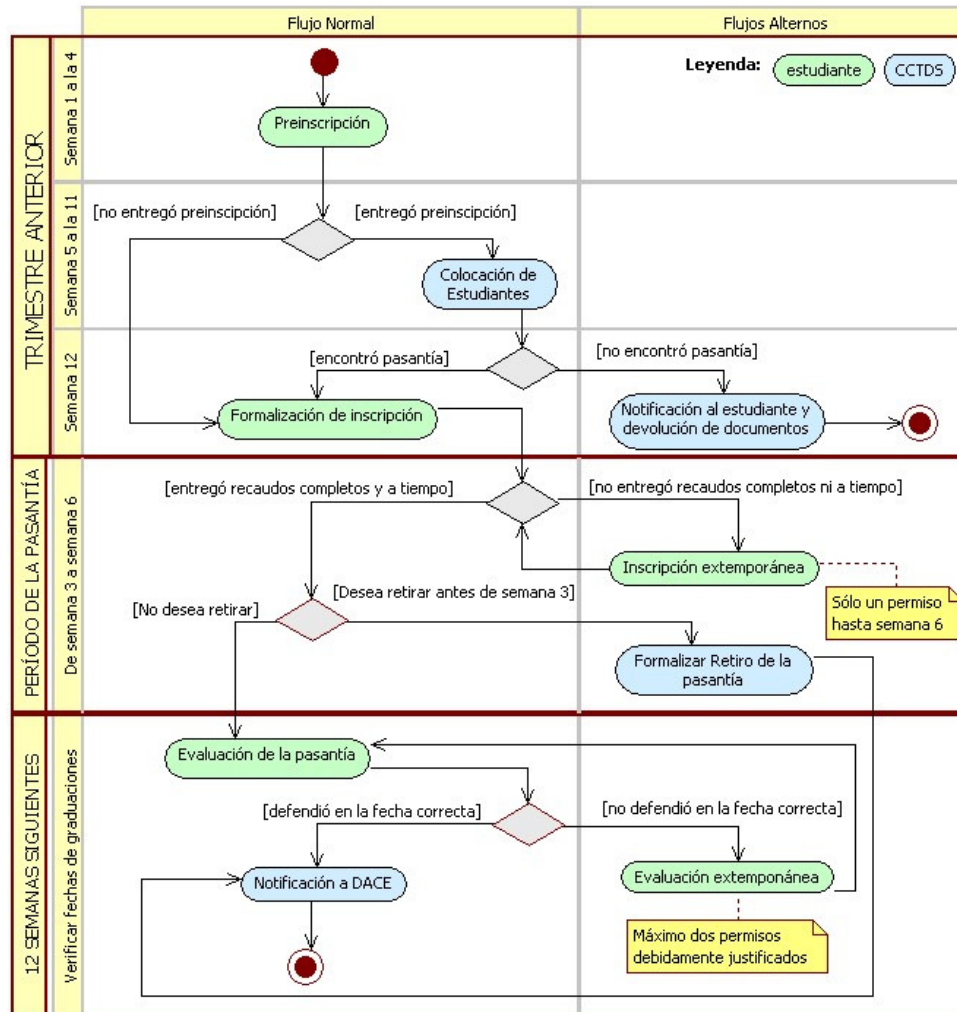 Flujo Normal
Flujos Alternos
TRIMESTRE ANTERIOR
Semana 1 a la 4
Leyenda:
estudiante
CCTDS
Preinscripción
Semana 5 a la 11
[no entregó preinscipción]
[entregó preinscipción]
Colocación de
Estudiantes
Semana 12
[encontró pasantía]
[no encontró pasantía]
Formalización de inscripción
Notificación al estudiante y
devolución de documentos
PERÍODO DE LA PASANTÍA
De semana 3 a semana 6
[entregó recaudos completos y a tiempo]
[no entregó recaudos completos ni a tiempo]
Inscripción extemporánea
Sólo un permiso
hasta semana 6
[No desea retirar]
[Desea retirar antes de semana 3]
Formalizar Retiro de la
pasantía
12 SEMANAS SIGUIENTES
Verificar fechas de graduaciones
Evaluación de la pasantía
[defendió en la fecha correcta]
[no defendió en la fecha correcta]
Notificación a DACE
Evaluación extemponánea
Máximo dos permisos
debidamente justificados